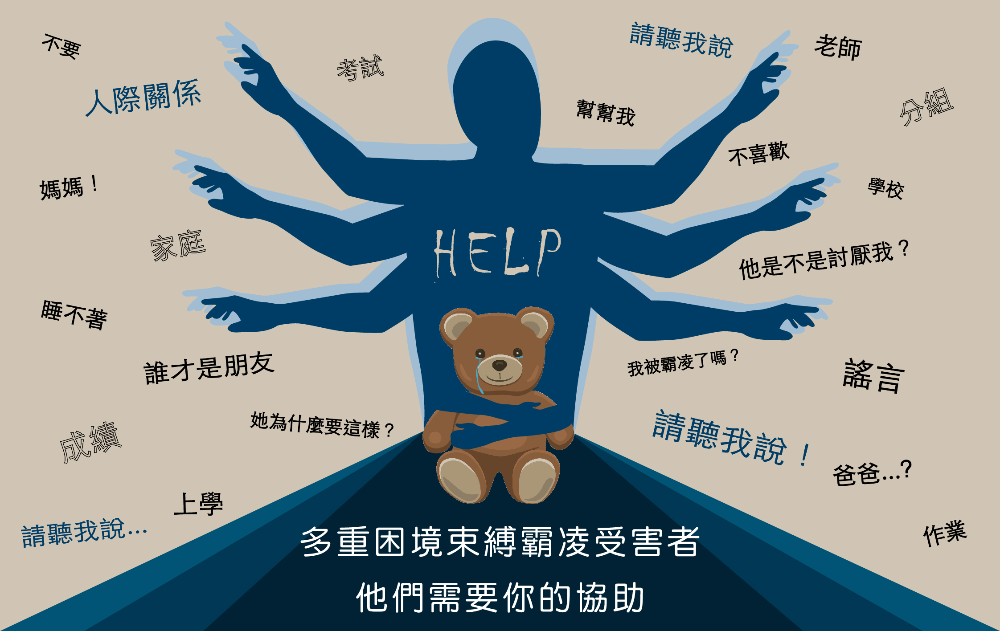 不要
考試
請聽我說
老師
人際關係
幫幫我
分組
不喜歡
媽媽！
學校
家庭
HELP
他是不是討厭我？
睡不著
誰才是朋友
我被霸凌了嗎？
謠言
她為什麼要這樣？
成績
請聽我說！
爸爸...?
上學
請聽我說...
作業
多重困境束縛霸凌受害者
他們需要你的協助